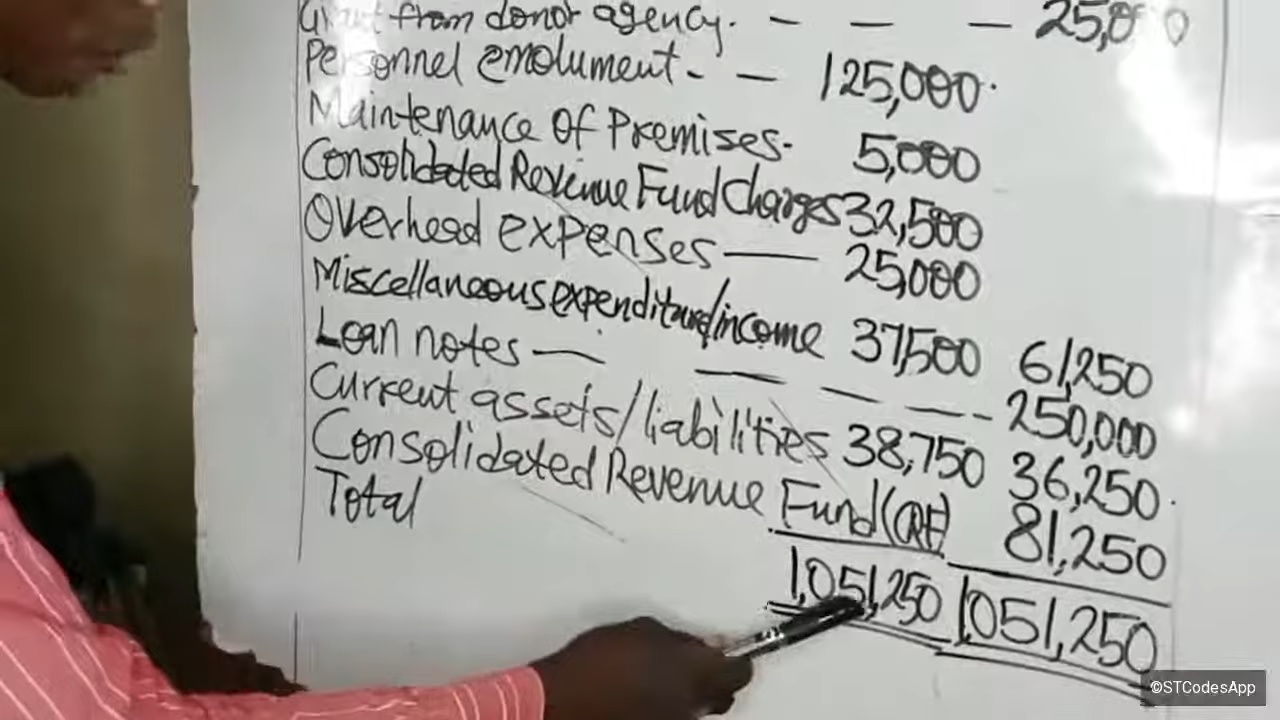 Grant from donor agency. - - - 25,000
Personnel emolument - - 125,000.
Maintenance Of Premises. 5,000
Consolidated Revenue Fund Charges 32,500
Overhead expenses — 25,000
Miscellaneous expenditure/income 37,500 61,250
Loan notes — - - - 250,000
Current assets/liabilities 38,750 36,250.
Consolidated Revenue Fund (CRF) 81,250
Total 1,051,250 1,051,250
©STCodesApp